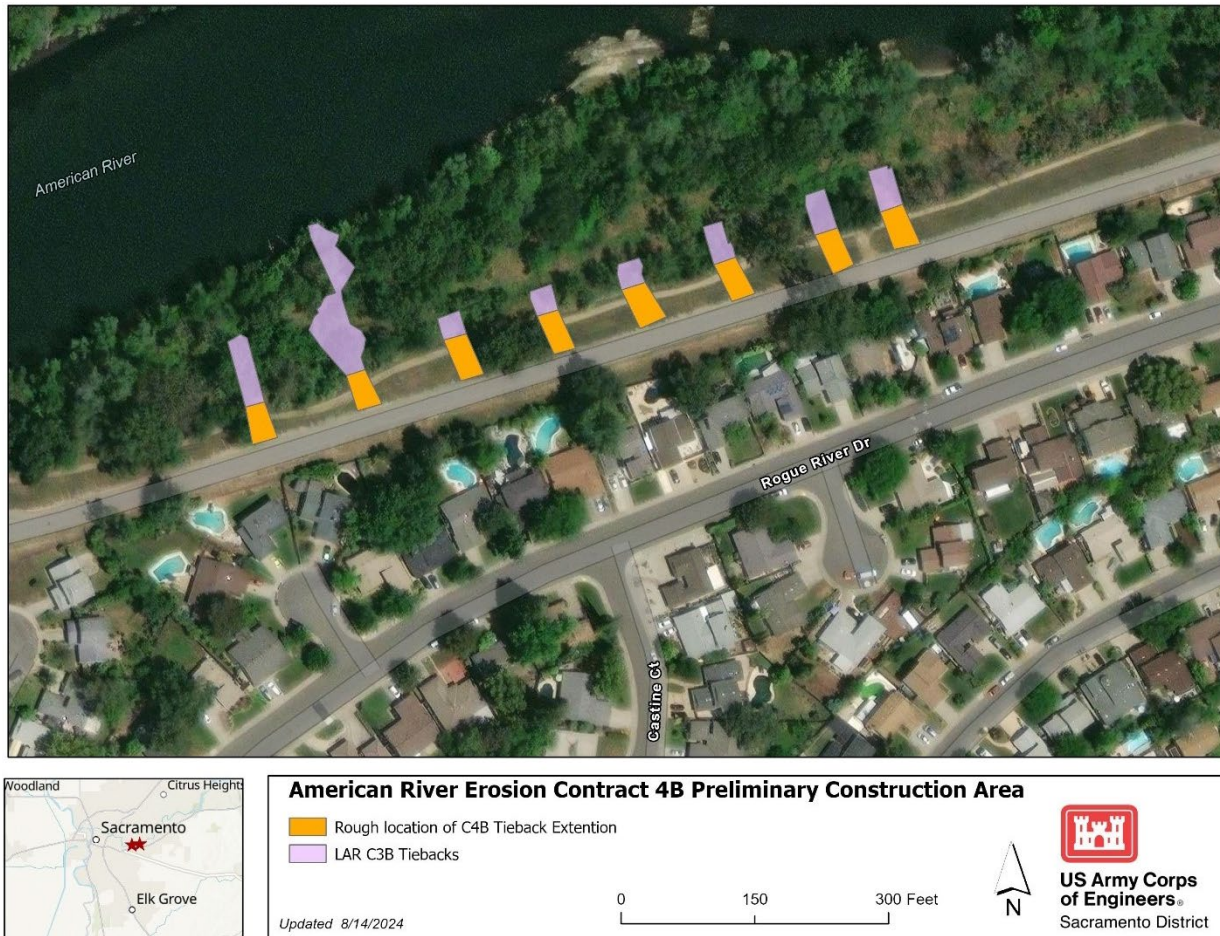 American River
Rogue River Dr
Castine Ct
Woodland
Citrus Heights
Sacramento
Elk Grove
American River Erosion Contract 4B Preliminary Construction Area
Rough location of C4B Tieback Extention
LAR C3B Tiebacks
Updated 8/14/2024
0 150 300 Feet
N
US Army Corps
of Engineers®
Sacramento District